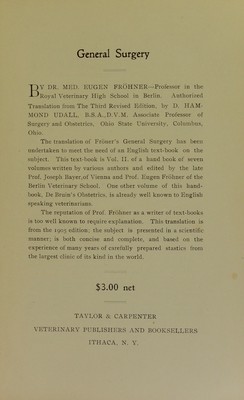 General Surgery
BY DR. MED. EUGEN FRÖHNER—Professor in the
Royal Veterinary High School in Berlin. Authorized
Translation from The Third Revised Edition, by D. HAM-
MOND UDALL, B.S.A., D.V.M. Associate Professor of
Surgery and Obstetrics, Ohio State University, Columbus,
Ohio.
The translation of Fröner's General Surgery has been
undertaken to meet the need of an English text-book on the
subject. This text-book is Vol. II. of a hand book of seven
volumes written by various authors and edited by the late
Prof. Joseph Bayer, of Vienna and Prof. Eugen Fröhner of the
Berlin Veterinary School. One other volume of this hand-
book, De Bruin's Obstetrics, is already well known to English
speaking veterinarians.
The reputation of Prof. Fröhner as a writer of text-books
is too well known to require explanation. This translation is
from the 1905 edition; the subject is presented in a scientific
manner; is both concise and complete, and based on the
experience of many years of carefully prepared stastics from
the largest clinic of its kind in the world.
$3.00 net
TAYLOR & CARPENTER
VETERINARY PUBLISHERS AND BOOKSELLERS
ITHACA, N. Y.